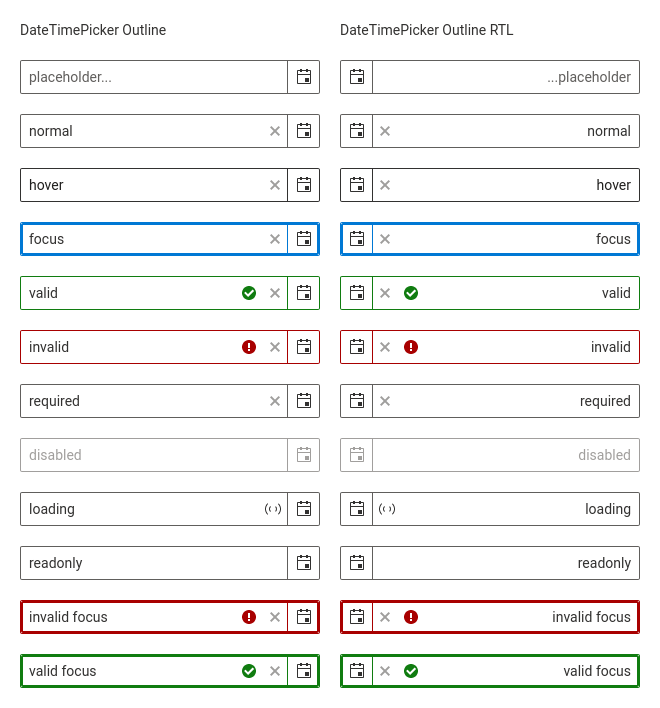 DateTimePicker Outline
DateTimePicker Outline RTL
placeholder...
...placeholder
normal
normal
hover
hover
focus
focus
valid
valid
invalid
invalid
required
required
disabled
disabled
loading
loading
readonly
readonly
invalid focus
invalid focus
valid focus
valid focus